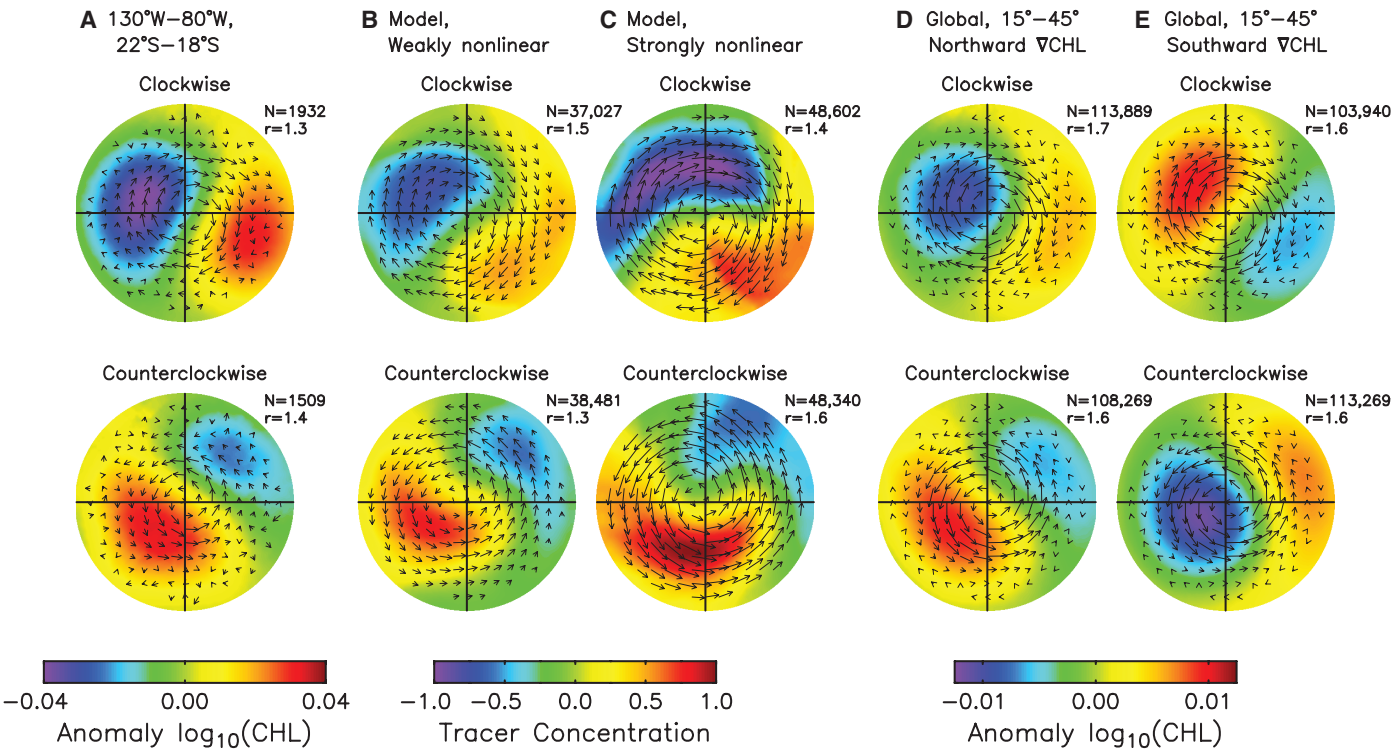 A 130°W−80°W,
22°S−18°S
B Model,
Weakly nonlinear
C Model,
Strongly nonlinear
D Global, 15°−45°
Northward ∇CHL
E Global, 15°−45°
Southward ∇CHL
Clockwise
N=1932
r=1.3
Clockwise
N=37,027
r=1.5
Clockwise
N=48,602
r=1.4
Clockwise
N=113,889
r=1.7
Clockwise
N=103,940
r=1.6
Counterclockwise
N=1509
r=1.4
Counterclockwise
N=38,481
r=1.3
Counterclockwise
N=48,340
r=1.6
Counterclockwise
N=108,269
r=1.6
Counterclockwise
N=113,269
r=1.6
−0.04 0.00 0.04
Anomaly log10(CHL)
−1.0 −0.5 0.0 0.5 1.0
Tracer Concentration
−0.01 0.00 0.01
Anomaly log10(CHL)